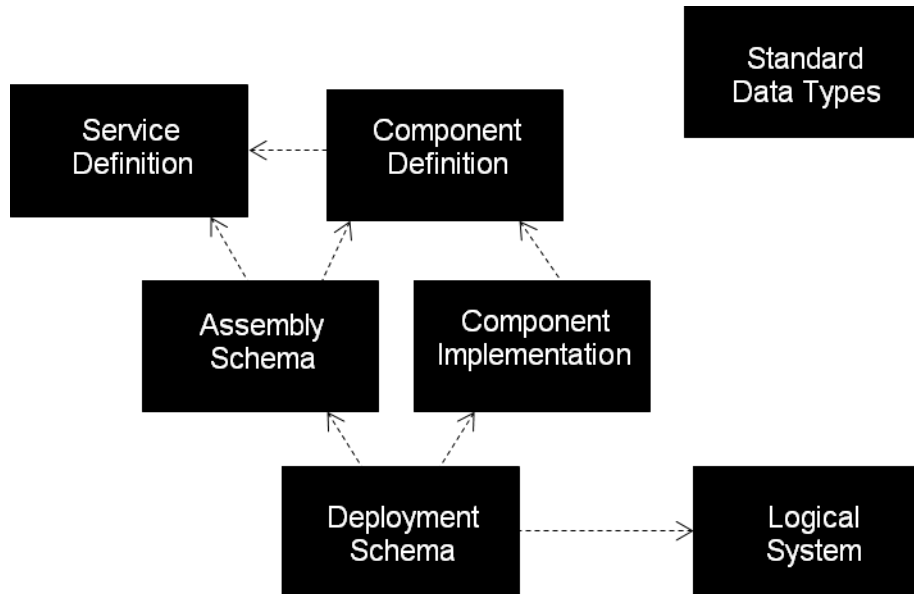 Standard
Data Types
Service
Definition
Component
Definition
Assembly
Schema
Component
Implementation
Deployment
Schema
Logical
System